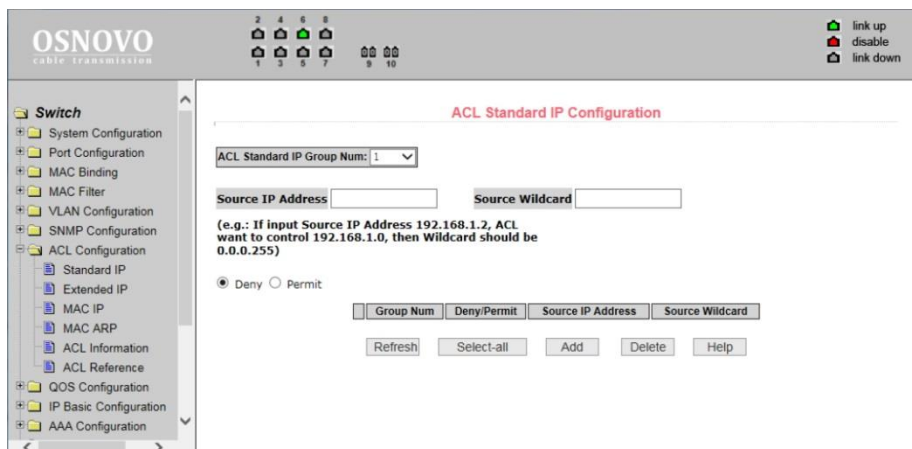 OSNOVO
cable transmission
2 4 6 8
1 3 5 7 9 10
link up
disable
link down
Switch
System Configuration
Port Configuration
MAC Binding
MAC Filter
VLAN Configuration
SNMP Configuration
ACL Configuration
Standard IP
Extended IP
MAC IP
MAC ARP
ACL Information
ACL Reference
QOS Configuration
IP Basic Configuration
AAA Configuration
ACL Standard IP Configuration
ACL Standard IP Group Num: 1
Source IP Address Source Wildcard
(e.g.: If input Source IP Address 192.168.1.2, ACL
want to control 192.168.1.0, then Wildcard should be
0.0.0.255)
Deny Permit
Group Num Deny/Permit Source IP Address Source Wildcard
Refresh Select-all Add Delete Help